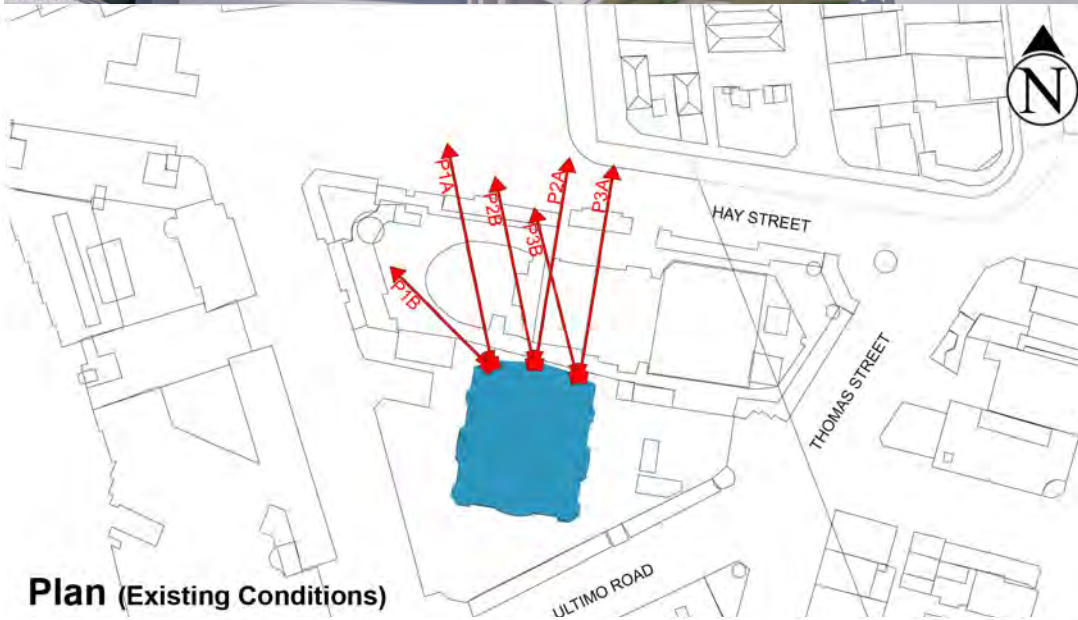 N
P1A
P2B
P2A
P3A
P3B
P1B
HAY STREET
THOMAS STREET
ULTIMO ROAD
Plan (Existing Conditions)